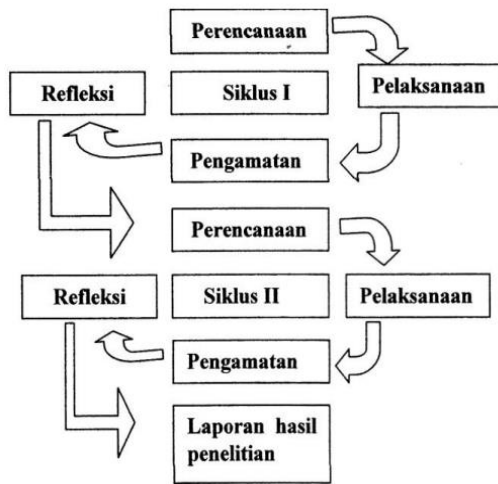 Perencanaan
Refleksi
Siklus I
Pelaksanaan
Pengamatan
Perencanaan
Refleksi
Siklus II
Pelaksanaan
Pengamatan
Laporan hasil
penelitian